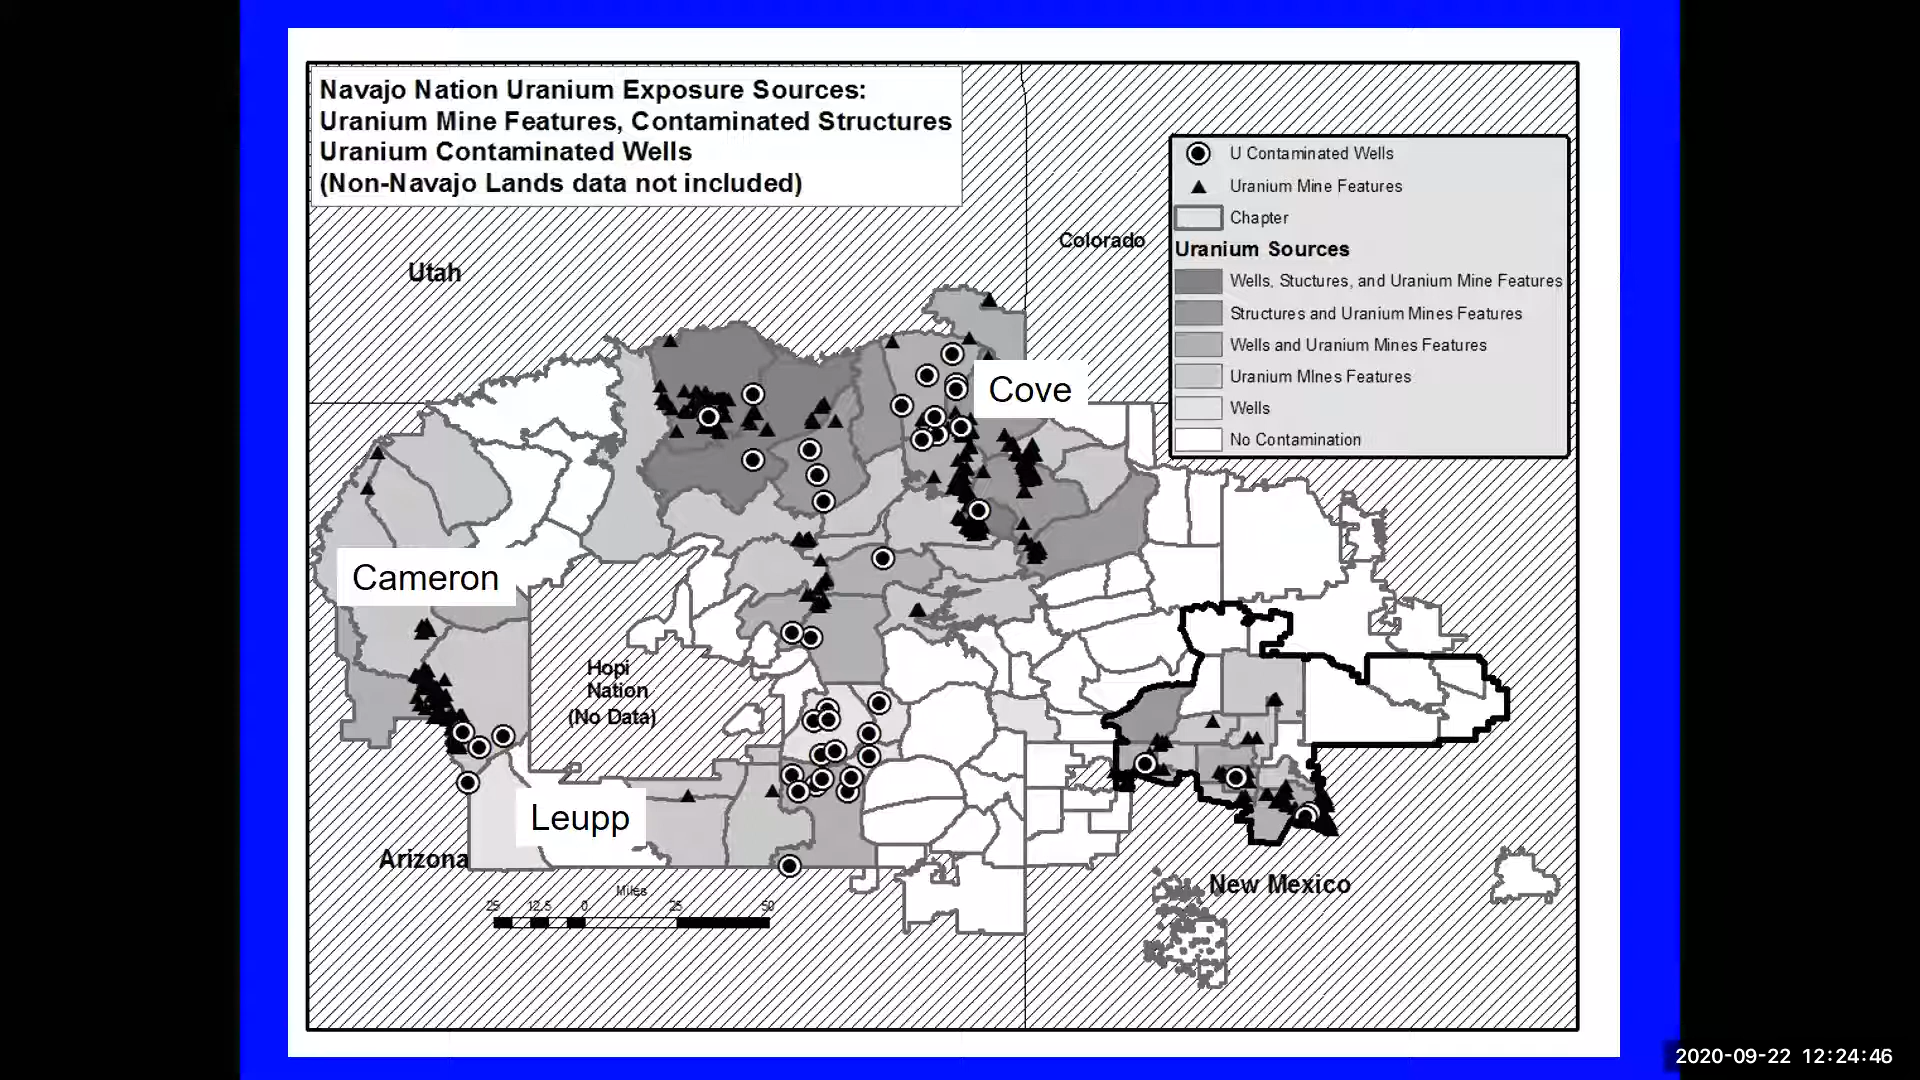 Navajo Nation Uranium Exposure Sources:
Uranium Mine Features, Contaminated Structures
Uranium Contaminated Wells
(Non-Navajo Lands data not included)
U Contaminated Wells
Uranium Mine Features
Chapter
Uranium Sources
Wells, Stuctures, and Uranium Mine Features
Structures and Uranium Mines Features
Wells and Uranium Mines Features
Uranium MInes Features
Wells
No Contamination
Colorado
Utah
Cove
Cameron
Hopi
Nation
(No Data)
Leupp
Arizona
New Mexico
Miles
25 12.5 0 25 50
2020-09-22 12:24:46